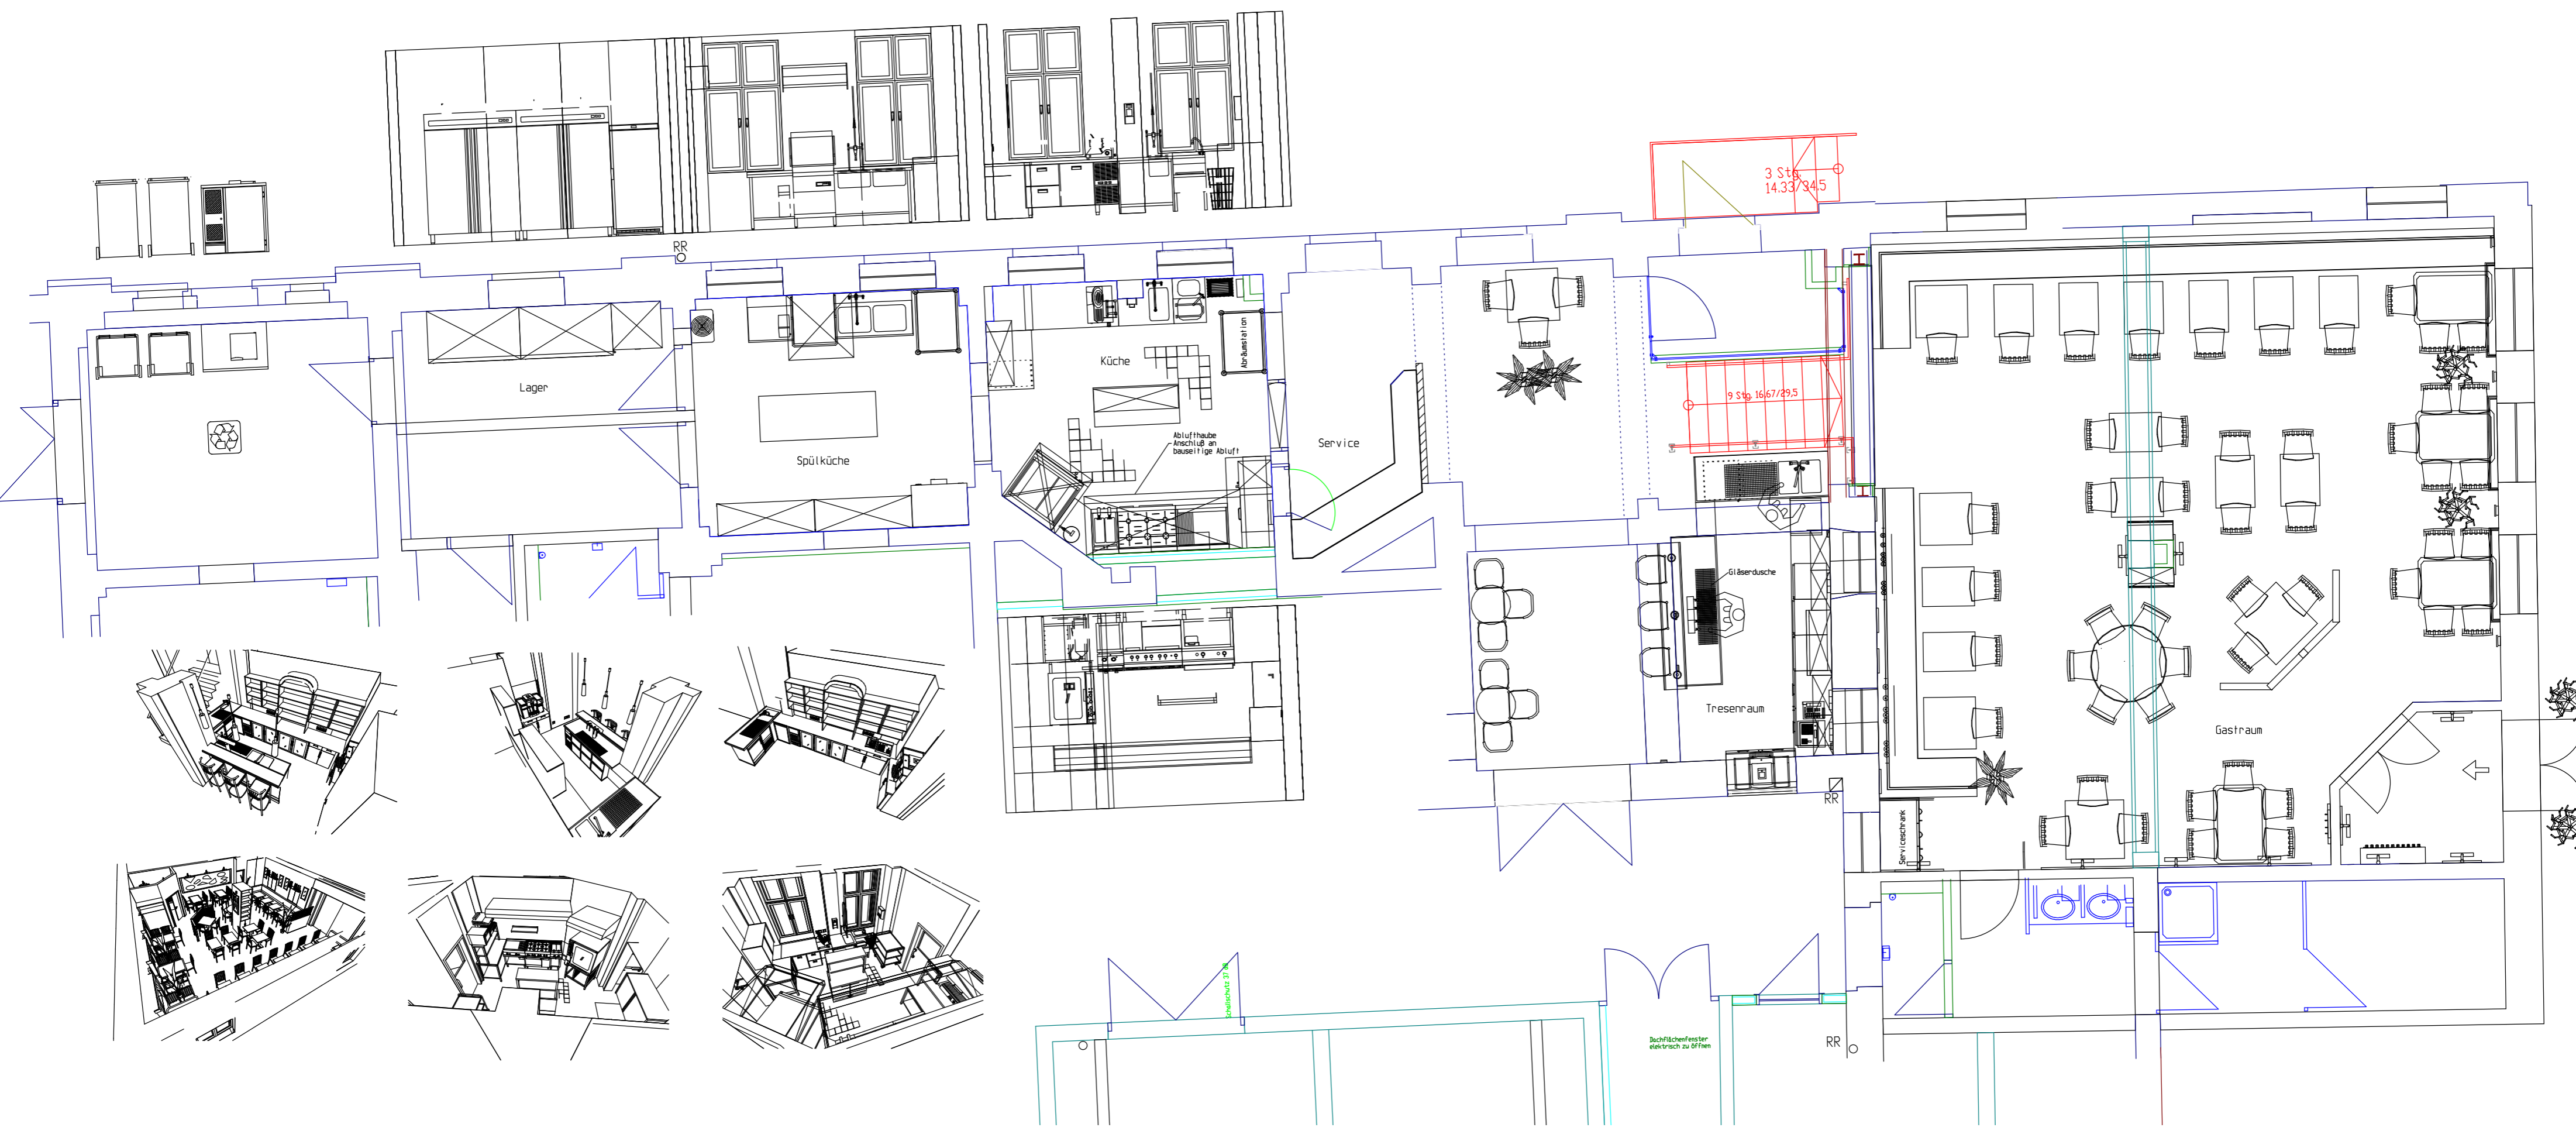 3 Stg.
14.33/34,5
RR
Lager
Spülküche
Küche
Abräumstation
Ablufthaube
Anschluß an
bauseitige Abluft
Service
9 Stg. 16,67/29,5
Gläserdusche
Tresenraum
Gastraum
RR
Serviceschrank
Dachflächenfenster
elektrisch zu öffnen
RR